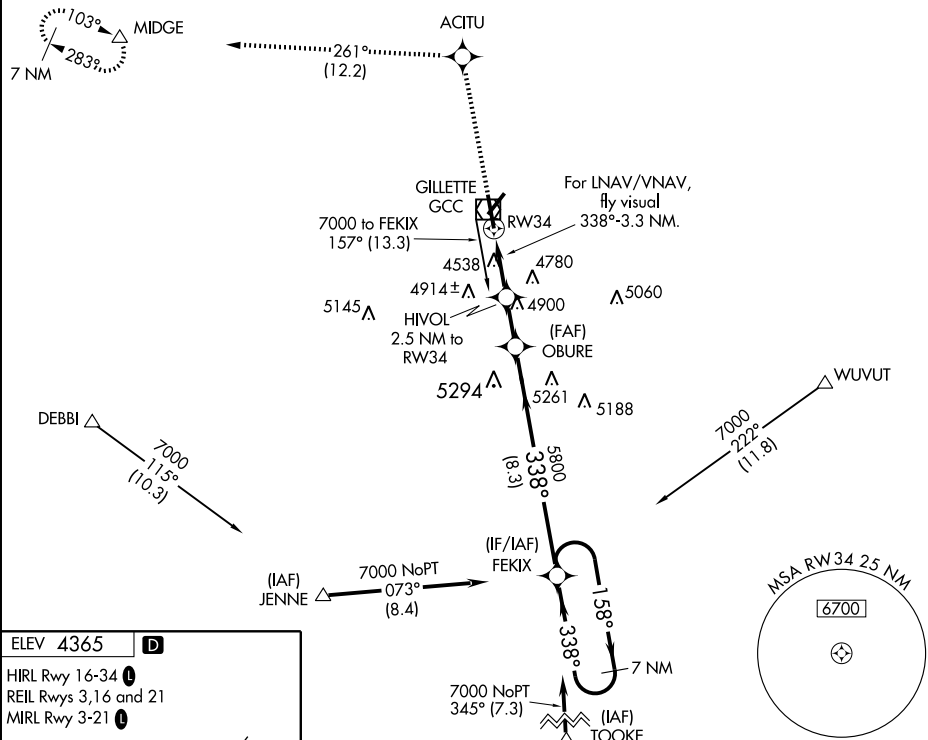 103°
MIDGE
283°
7 NM
ACITU
261°
(12.2)
GILLETTE
GCC
RW34
For LNAV/VNAV,
fly visual
338°-3.3 NM.
7000 to FEKIX
157° (13.3)
4538
4780
4914±
4900
5060
5145
HIVOL
2.5 NM to
RW34
(FAF)
OBURE
5294
5261
5188
WUVUT
7000
222°
(11.8)
DEBBI
7000
115°
(10.3)
5800
338°
(8.3)
(IF/IAF)
FEKIX
(IAF)
JENNE
7000 NoPT
073°
(8.4)
158°
338°
7 NM
7000 NoPT
345° (7.3)
(IAF)
TOOKE
MSA RW34 25 NM
6700
ELEV 4365 D
HIRL Rwy 16-34 L
REIL Rwys 3,16 and 21
MIRL Rwy 3-21 L